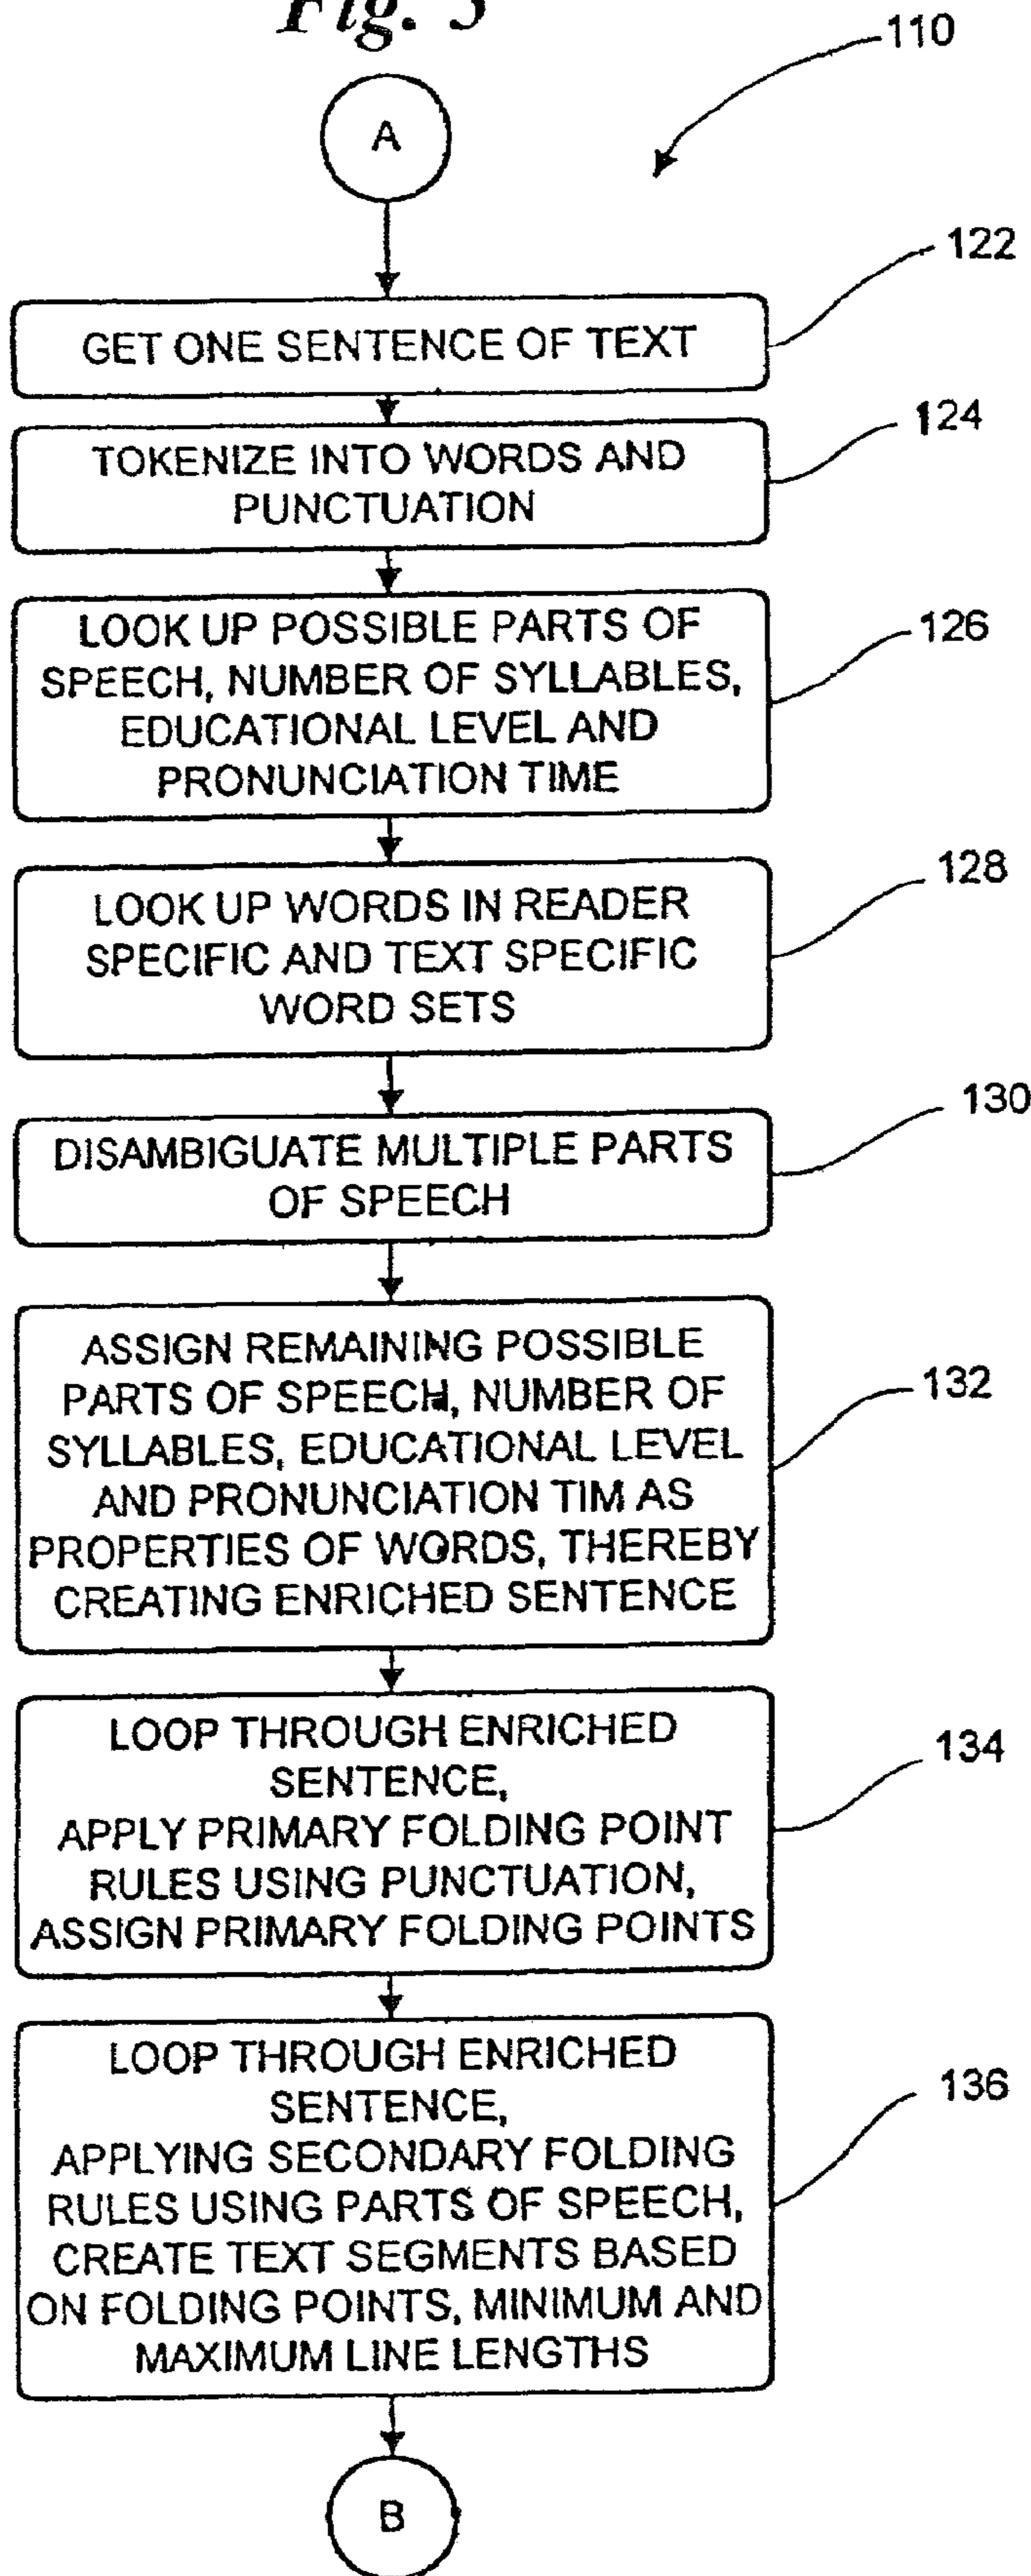 Fig. 5
110
A
122
GET ONE SENTENCE OF TEXT
124
TOKENIZE INTO WORDS AND
PUNCTUATION
126
LOOK UP POSSIBLE PARTS OF
SPEECH, NUMBER OF SYLLABLES,
EDUCATIONAL LEVEL AND
PRONUNCIATION TIME
128
LOOK UP WORDS IN READER
SPECIFIC AND TEXT SPECIFIC
WORD SETS
130
DISAMBIGUATE MULTIPLE PARTS
OF SPEECH
132
ASSIGN REMAINING POSSIBLE
PARTS OF SPEECH, NUMBER OF
SYLLABLES, EDUCATIONAL LEVEL
AND PRONUNCIATION TIM AS
PROPERTIES OF WORDS, THEREBY
CREATING ENRICHED SENTENCE
134
LOOP THROUGH ENRICHED
SENTENCE,
APPLY PRIMARY FOLDING POINT
RULES USING PUNCTUATION,
ASSIGN PRIMARY FOLDING POINTS
136
LOOP THROUGH ENRICHED
SENTENCE,
APPLYING SECONDARY FOLDING
RULES USING PARTS OF SPEECH,
CREATE TEXT SEGMENTS BASED
ON FOLDING POINTS, MINIMUM AND
MAXIMUM LINE LENGTHS
B